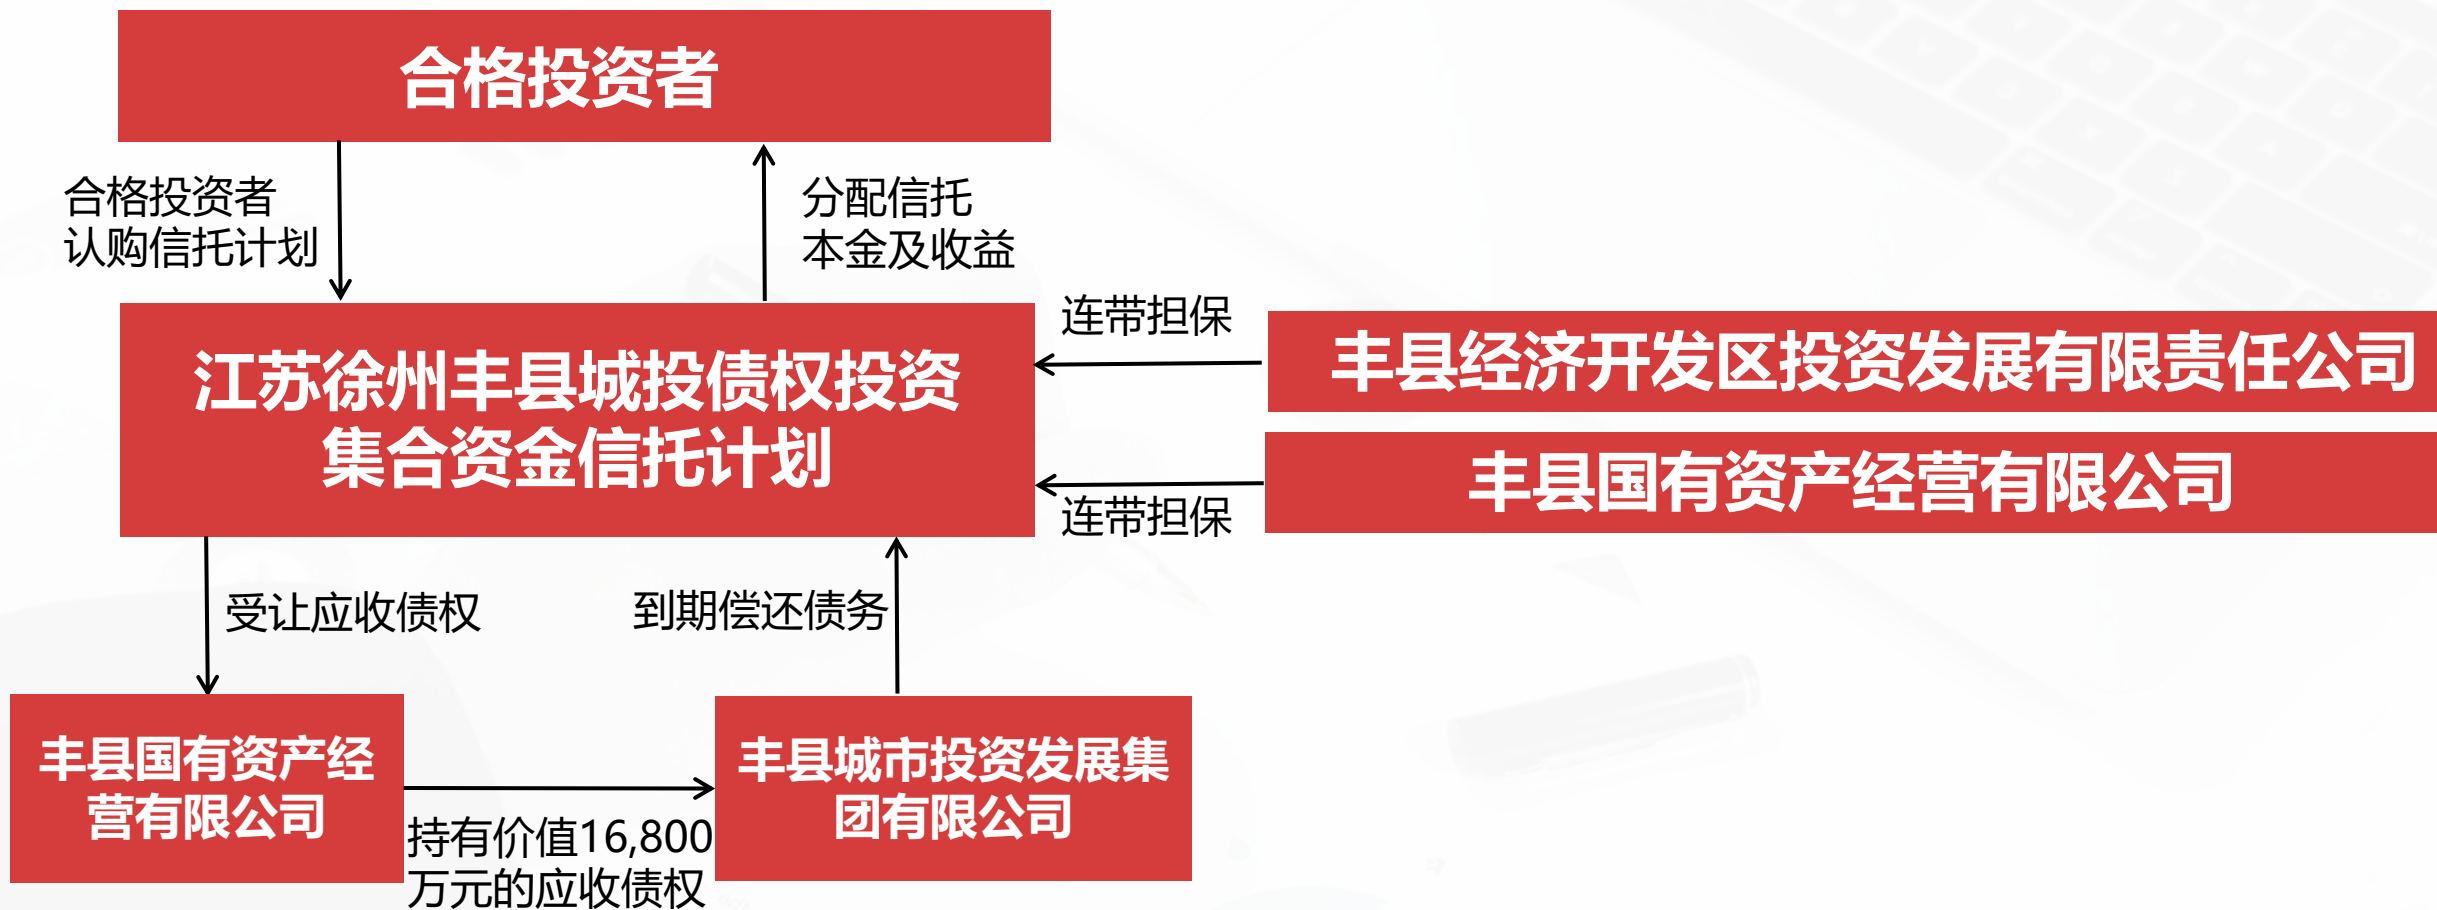 合格投资者
合格投资者
认购信托计划
分配信托
本金及收益
江苏徐州丰县城投债权投资
集合资金信托计划
连带担保
丰县经济开发区投资发展有限责任公司
丰县国有资产经营有限公司
连带担保
受让应收债权
到期偿还债务
丰县国有资产经
营有限公司
持有价值16,800
万元的应收债权
丰县城市投资发展集
团有限公司